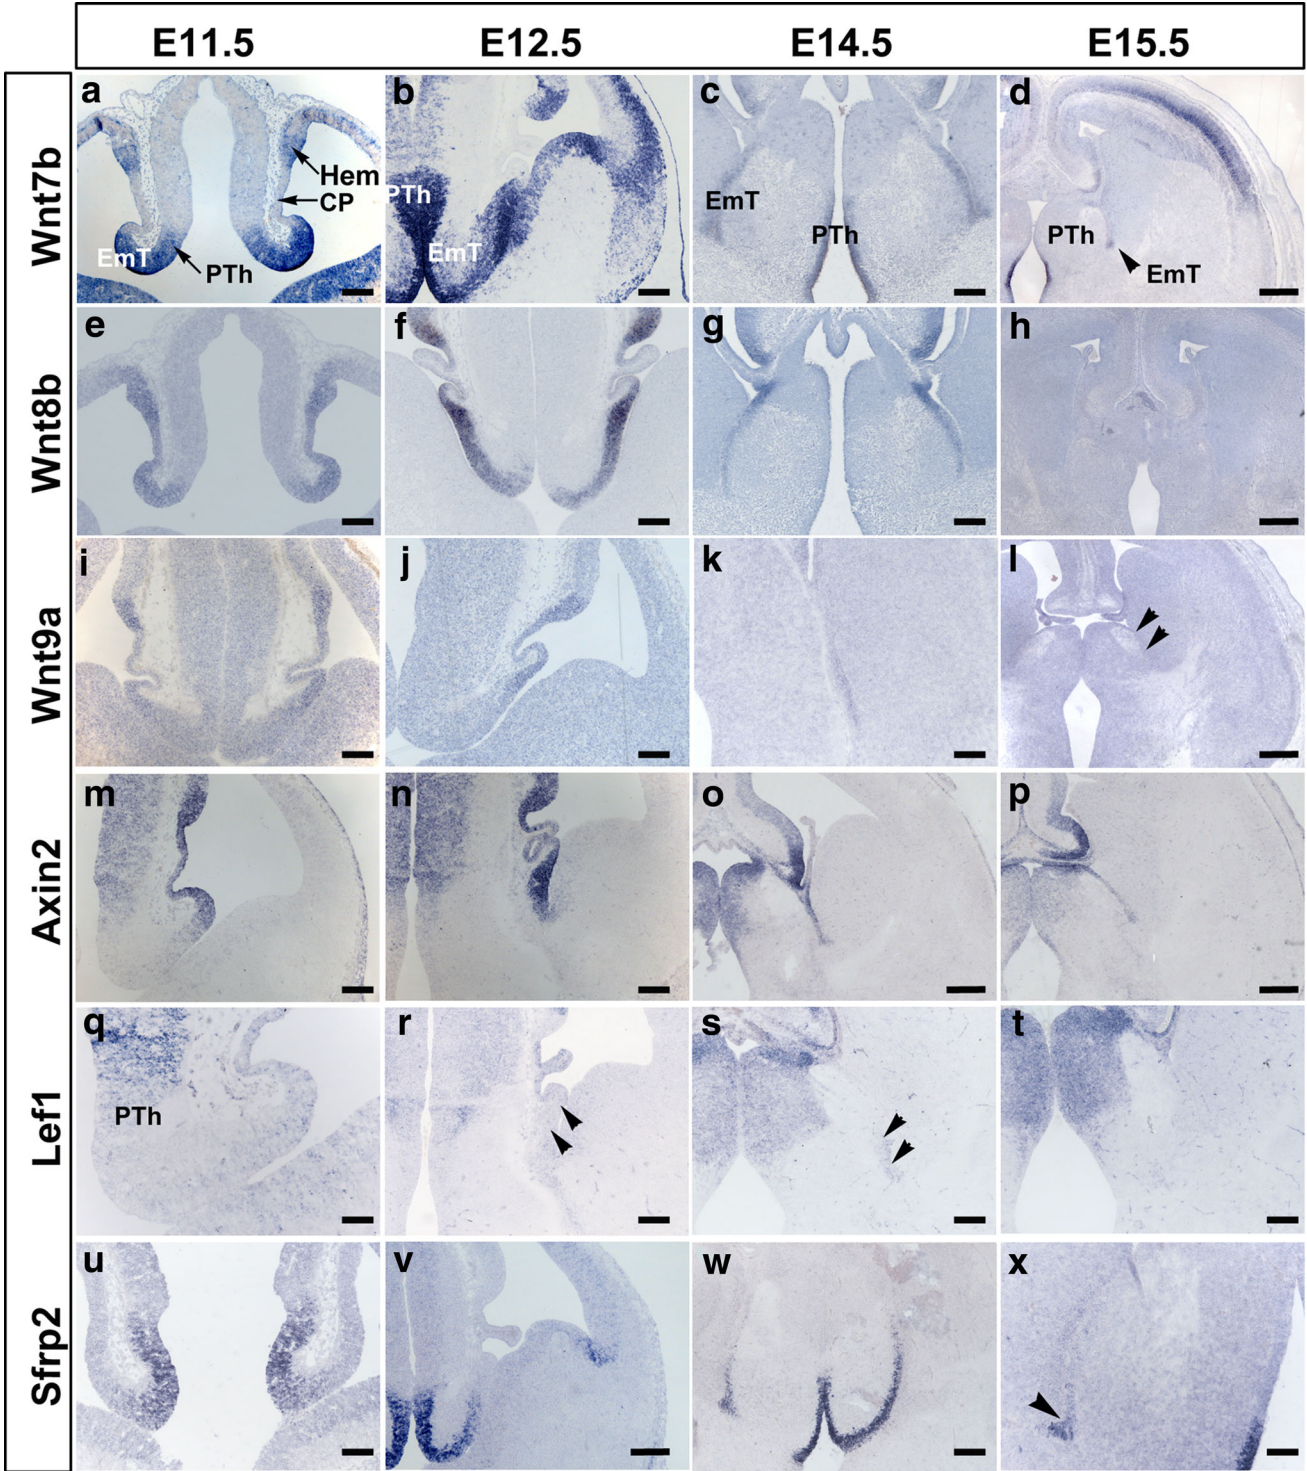 E11.5 E12.5 E14.5 E15.5
Wnt7b
a b c d
Hem
CP
EmT
PTh
PTh
EmT
EmT
PTh
PTh
EmT
Wnt8b
e f g h
Wnt9a
i j k l
Axin2
m n o p
Lef1
q r s t
PTh
Sfrp2
u v w x